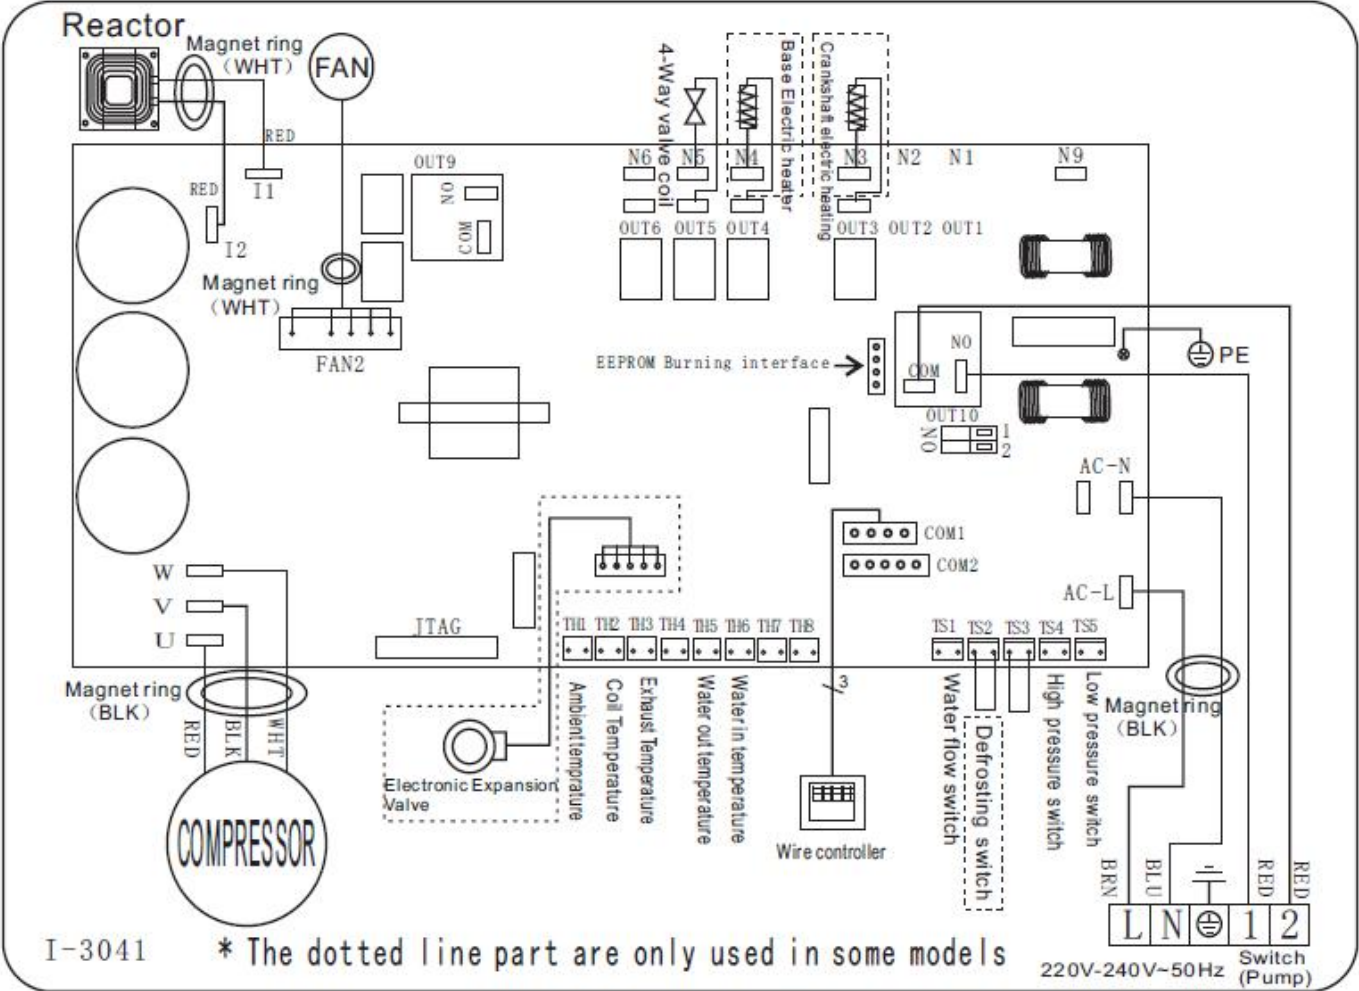 Reactor
Magnet ring
(WHT)
FAN
RED
RED
I1
I2
OUT9
NO
COM
4-Way valve coil
Base Electric heater
Crankshaft electric heating
N6
N5
N4
N3
N2
N1
N9
OUT6
OUT5
OUT4
OUT3
OUT2
OUT1
Magnet ring
(WHT)
FAN2
EEPROM Burning interface
NO
COM
OUT10
ON
1
2
PE
AC-N
COM1
COM2
AC-L
W
V
U
JTAG
TH1
TH2
TH3
TH4
TH5
TH6
TH7
TH8
TS1
TS2
TS3
TS4
TS5
Magnet ring
(BLK)
RED
BLK
WHT
COMPRESSOR
Electronic Expansion
Valve
Ambienttemprature
Coil Temperature
Exhaust Temperature
Water out temperature
Water in temperature
3
Wire controller
Water flow switch
Defrosting switch
High pressure switch
Low pressure switch
Magnet ring
(BLK)
BRN
BLU
RED
RED
L
N
1
2
Switch
(Pump)
220V-240V~50Hz
I-3041
* The dotted line part are only used in some models